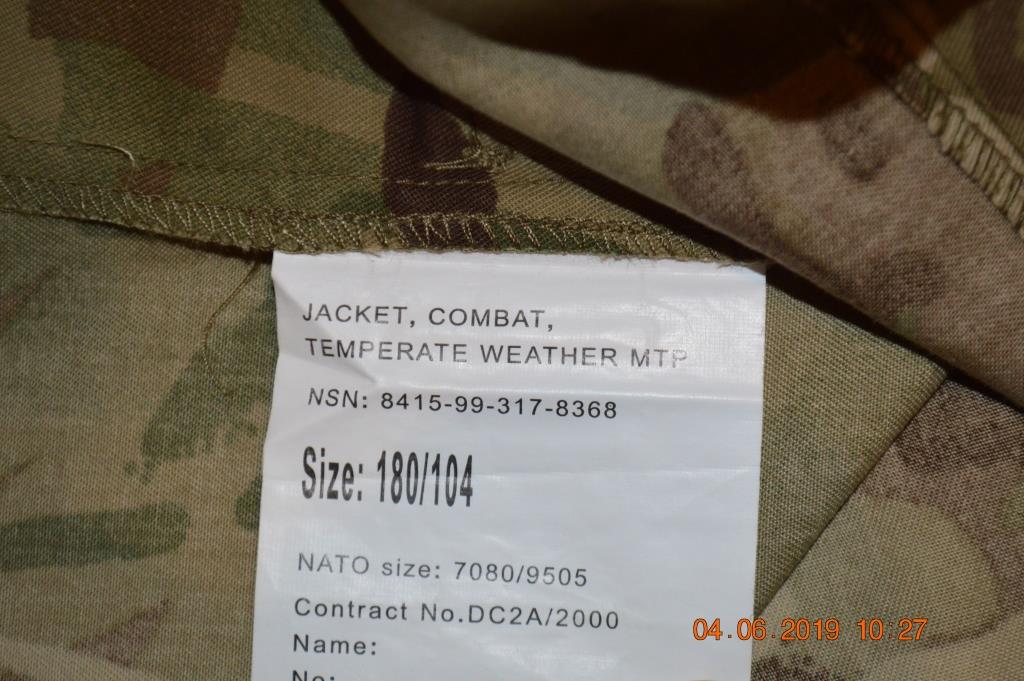 JACKET, COMBAT,
TEMPERATE WEATHER MTP
NSN: 8415-99-317-8368
Size: 180/104
NATO size: 7080/9505
Contract No.DC2A/2000
Name:
No:
04.06.2019 10:27